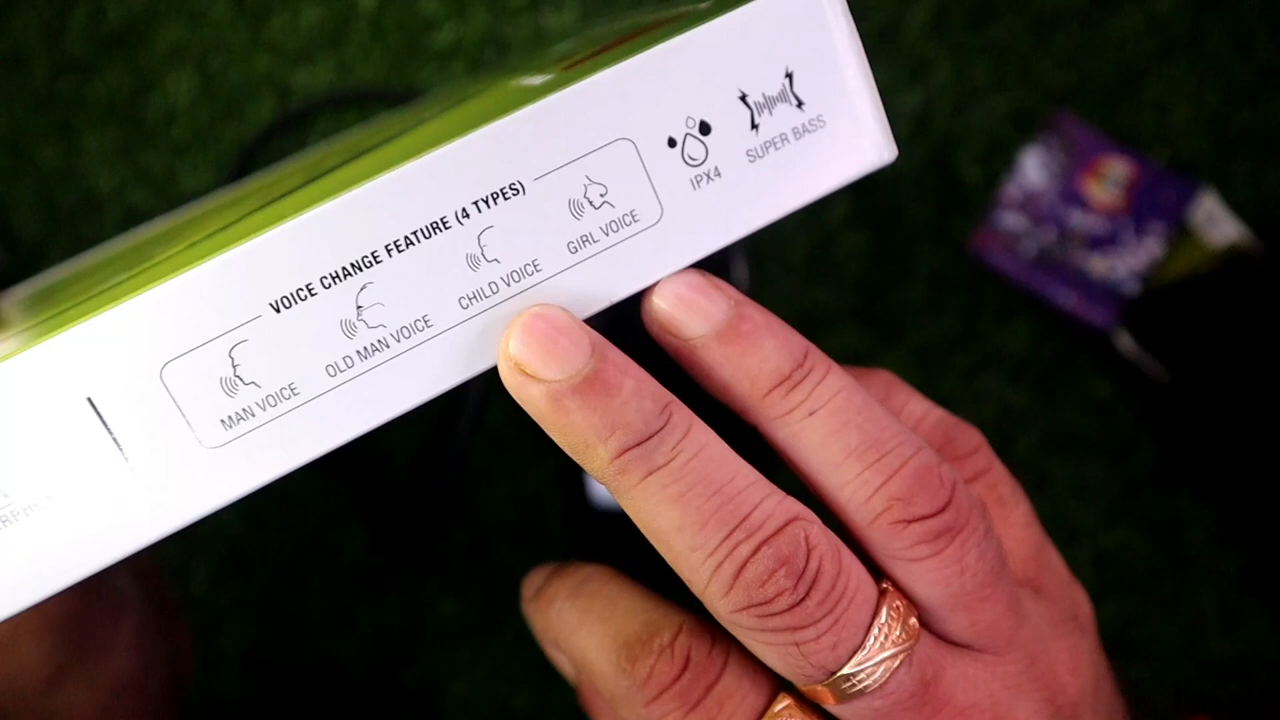 VOICE CHANGE FEATURE (4 TYPES)
MAN VOICE
OLD MAN VOICE
CHILD VOICE
GIRL VOICE
IPX4
SUPER BASS